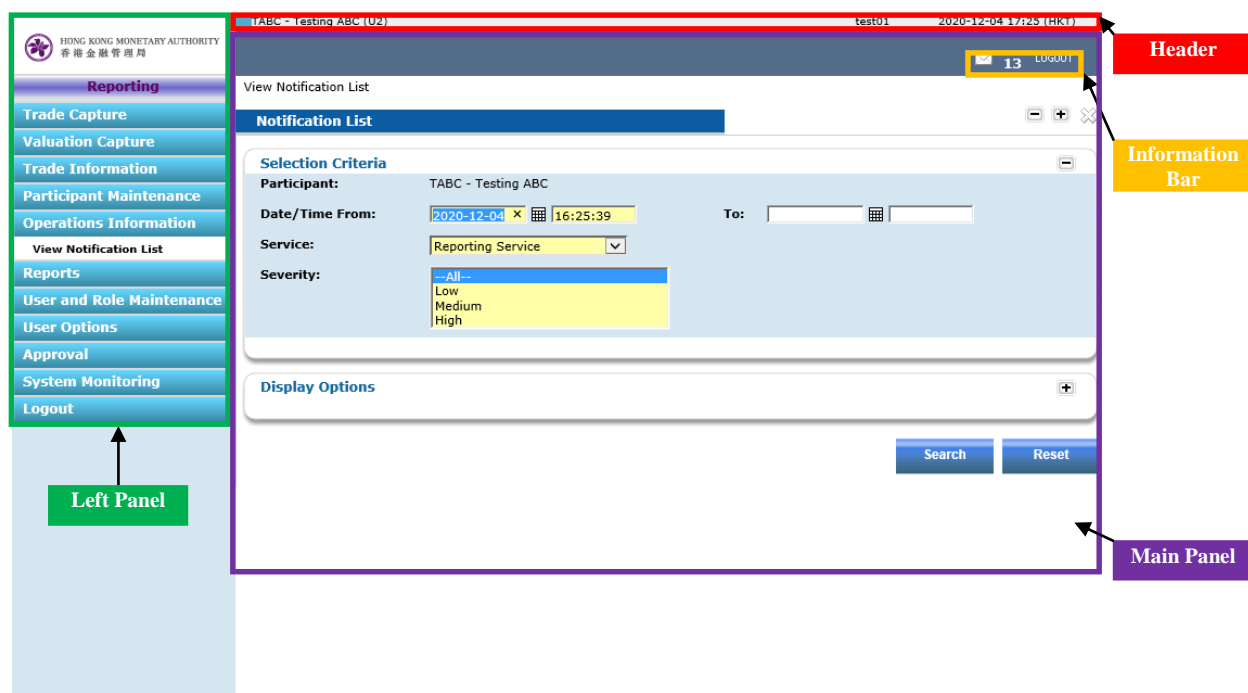 TABC - Testing ABC (U2) test01 2020-12-04 17:25 (HKT)
HONG KONG MONETARY AUTHORITY
香港金融管理局
Header
13 LOGOUT
Reporting
View Notification List
Trade Capture
Notification List
Valuation Capture
Information
Bar
Trade Information
Selection Criteria
Participant: TABC - Testing ABC
Participant Maintenance
Date/Time From: 2020-12-04 × 16:25:39 To:
Operations Information
View Notification List
Service: Reporting Service
Reports
Severity: --All--
Low
Medium
High
User and Role Maintenance
User Options
Approval
System Monitoring
Display Options
Logout
Search Reset
Left Panel
Main Panel